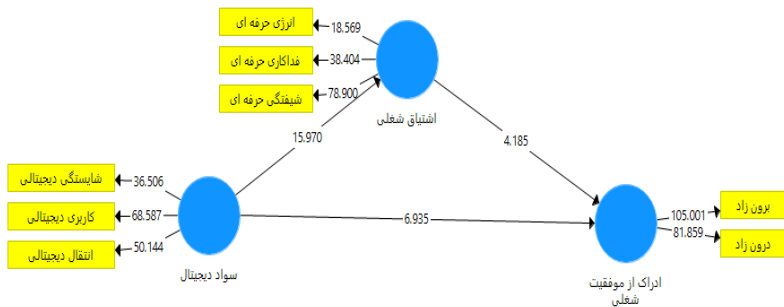 انرژی حرفه ای
18.569
فداکاری حرفه ای
38.404
شیفتگی حرفه ای
78.900
اشتیاق شغلی
15.970
4.185
شایستگی دیجیتالی
36.506
کاربری دیجیتالی
68.587
انتقال دیجیتالی
50.144
سواد دیجیتال
6.935
برون زاد
105.001
درون زاد
81.859
ادراک از موفقیت
شغلی